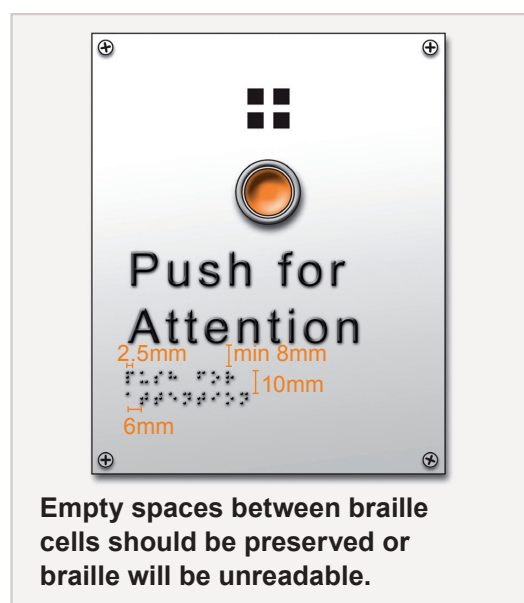 Push for
Attention
2.5mm min 8mm
⠏⠥⠎⠓ ⠋⠕⠗ 10mm
⠁⠞⠞⠑⠝⠞⠊⠕⠝
6mm
Empty spaces between braille
cells should be preserved or
braille will be unreadable.